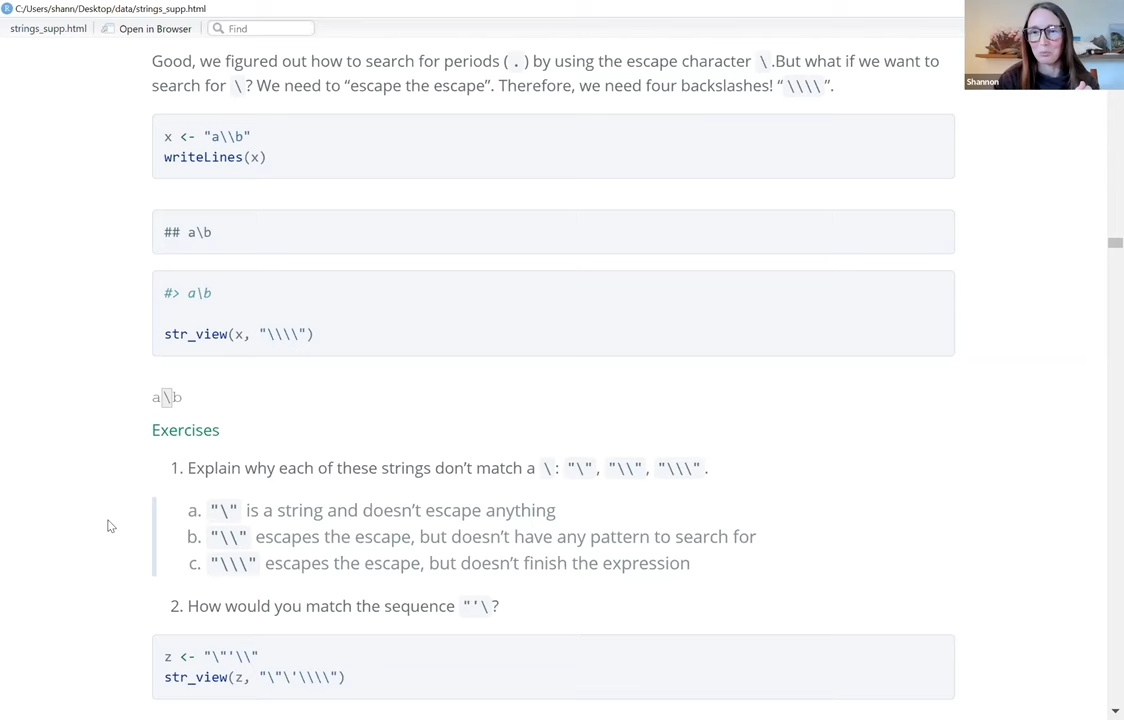 C:/Users/shann/Desktop/data/strings_supp.html
strings_supp.html Open in Browser Find
Shannon
Good, we figured out how to search for periods ( . ) by using the escape character \ .But what if we want to
search for \ ? We need to “escape the escape”. Therefore, we need four backslashes! “ \\\\ ”.
x <- "a\\b"
writeLines(x)
## a\b
#> a\b
str_view(x, "\\\\")
a\b
Exercises
1. Explain why each of these strings don’t match a \ : "\" , "\\" , "\\\" .
a. "\" is a string and doesn’t escape anything
b. "\\" escapes the escape, but doesn’t have any pattern to search for
c. "\\\" escapes the escape, but doesn’t finish the expression
2. How would you match the sequence "'\ ?
z <- "\"'\\"
str_view(z, "\"\'\\\\")